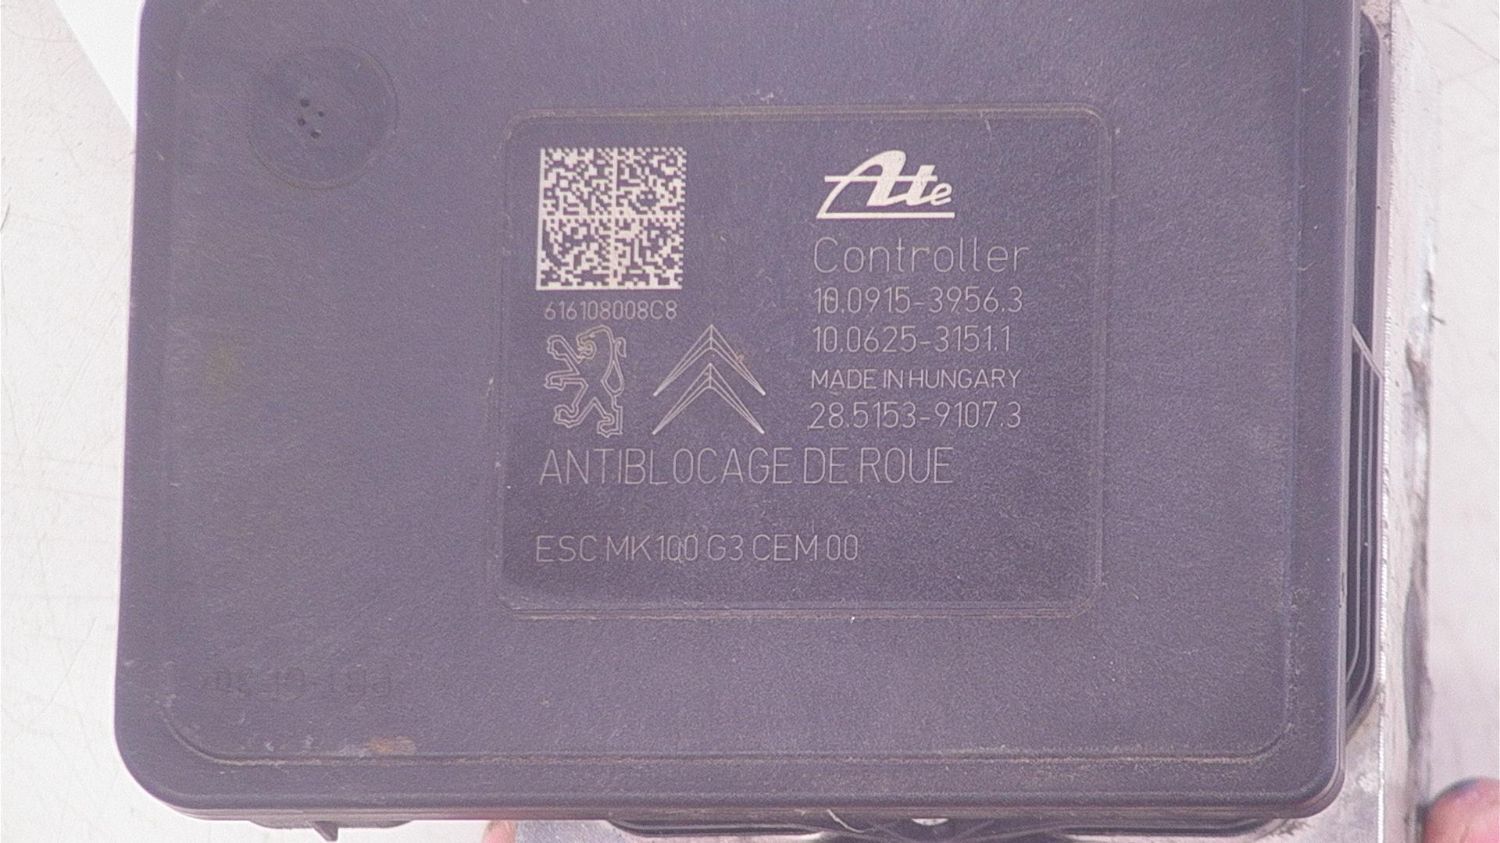 Ate
Controller
10.0915-3956.3
10.0625-3151.1
MADE IN HUNGARY
28.5153-9107.3
616108008C8
ANTIBLOCAGE DE ROUE
ESC MK100 G3 CEM 00